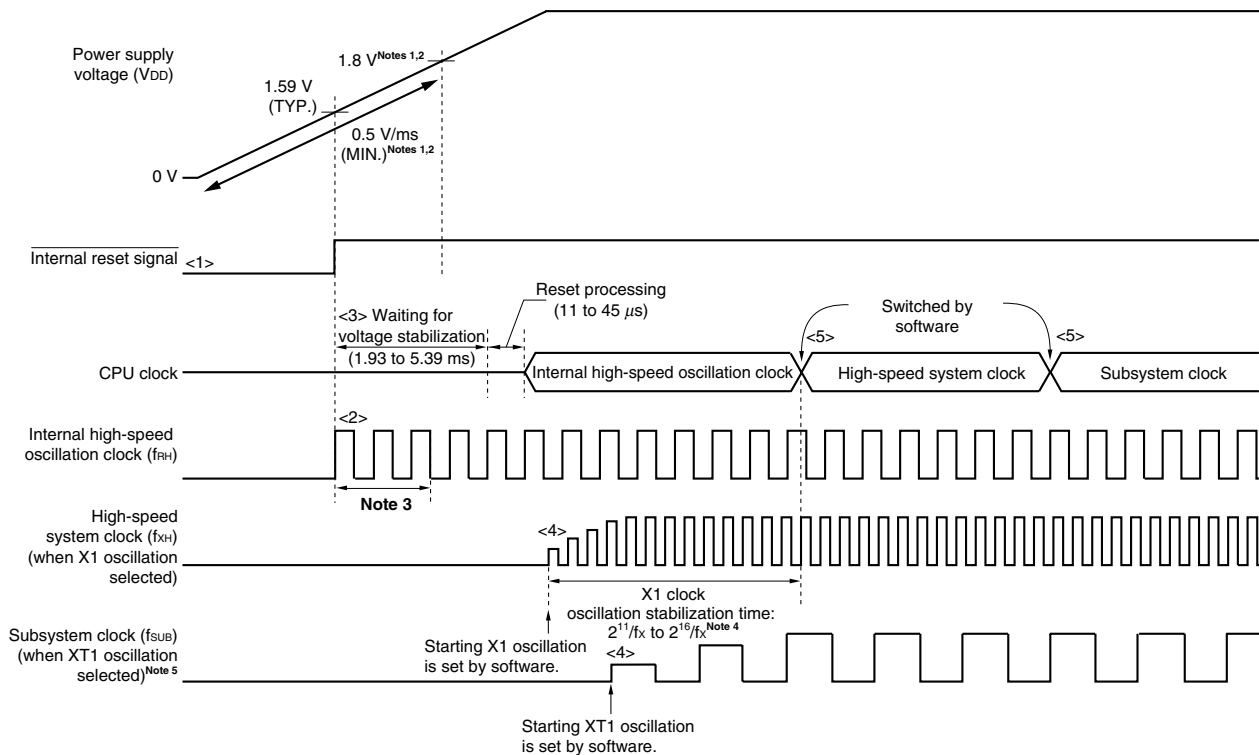 Power supply
voltage (VDD)
1.8 V Notes 1,2
1.59 V
(TYP.)
0.5 V/ms
(MIN.) Notes 1,2
0 V
Internal reset signal
<1>
Reset processing
(11 to 45 μs)
<3> Waiting for
voltage stabilization
(1.93 to 5.39 ms)
Switched by
software
<5>
<5>
CPU clock
Internal high-speed oscillation clock
High-speed system clock
Subsystem clock
<2>
Internal high-speed
oscillation clock (fRH)
Note 3
High-speed
system clock (fXH)
(when X1 oscillation
selected)
<4>
X1 clock
oscillation stabilization time:
2¹¹/fX to 2¹⁶/fX Note 4
Starting X1 oscillation
is set by software.
Subsystem clock (fSUB)
(when XT1 oscillation
selected) Note 5
<4>
Starting XT1 oscillation
is set by software.